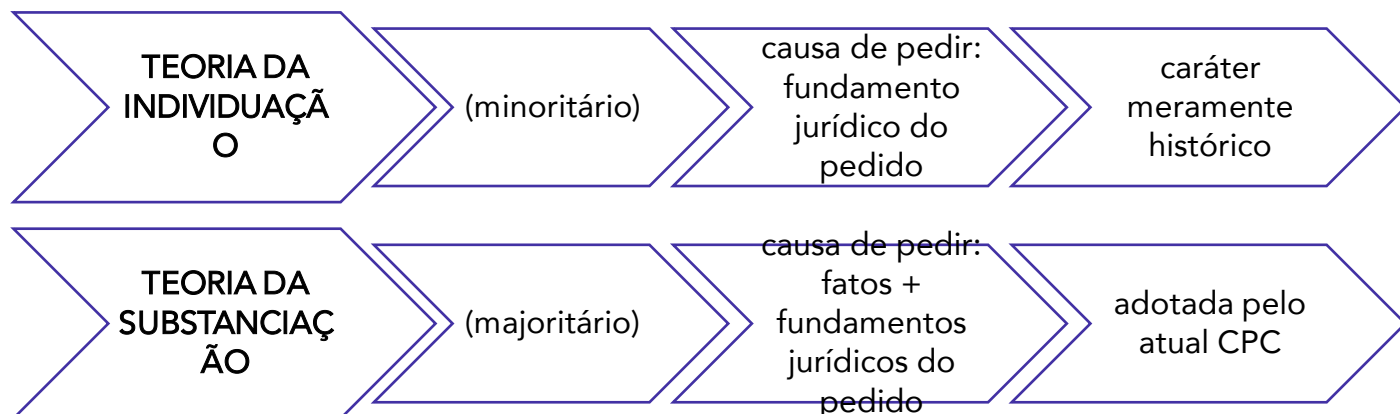 TEORIA DA
INDIVIDUAÇÃ
O
(minoritário)
causa de pedir:
fundamento
jurídico do
pedido
caráter
meramente
histórico
TEORIA DA
SUBSTANCIAÇ
ÃO
(majoritário)
causa de pedir:
fatos +
fundamentos
jurídicos do
pedido
adotada pelo
atual CPC